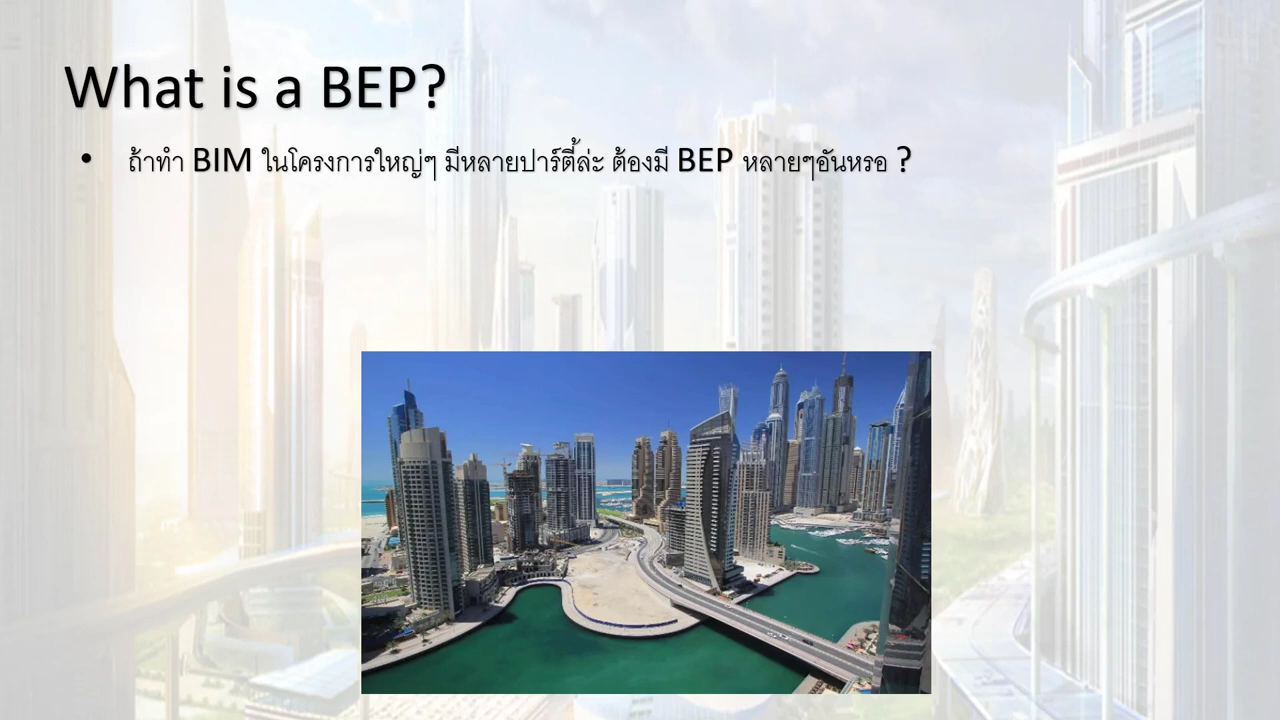 What is a BEP?
• ถ้าทำ BIM ในโครงการใหญ่ๆ มีหลายปาร์ตี้ล่ะ ต้องมี BEP หลายๆอันหรอ ?